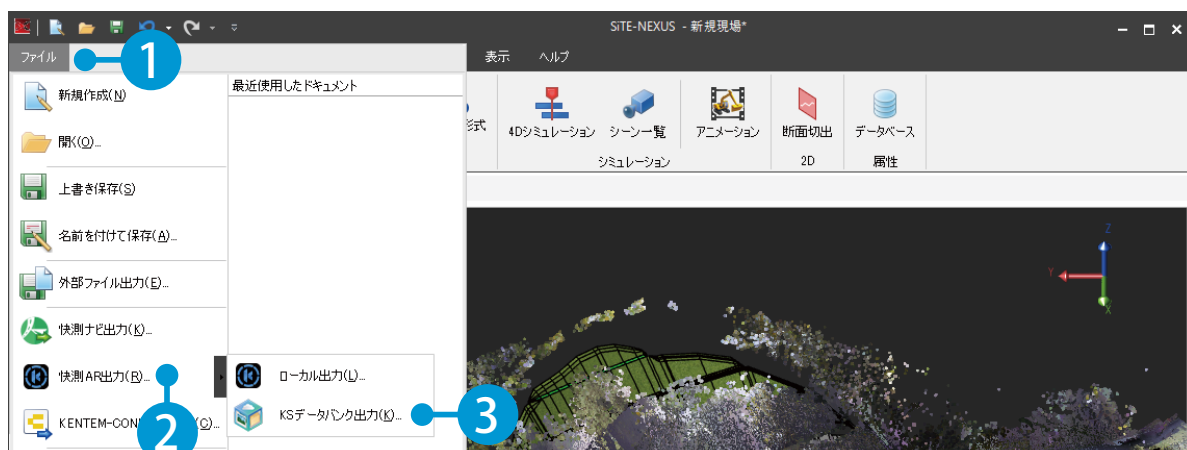 SiTE-NEXUS - 新規現場*
ファイル
1
表示
ヘルプ
最近使用したドキュメント
新規作成(N)
開く(O)...
上書き保存(S)
名前を付けて保存(A)...
外部ファイル出力(E)...
快測ナビ出力(K)...
快測AR出力(R)...
2
KENTEM-CON
(C)...
ローカル出力(L)...
KSデータバンク出力(K)...
3
形式
4Dシミュレーション
シーン一覧
アニメーション
断面切出
データベース
シミュレーション
2D
属性
Z
Y
X